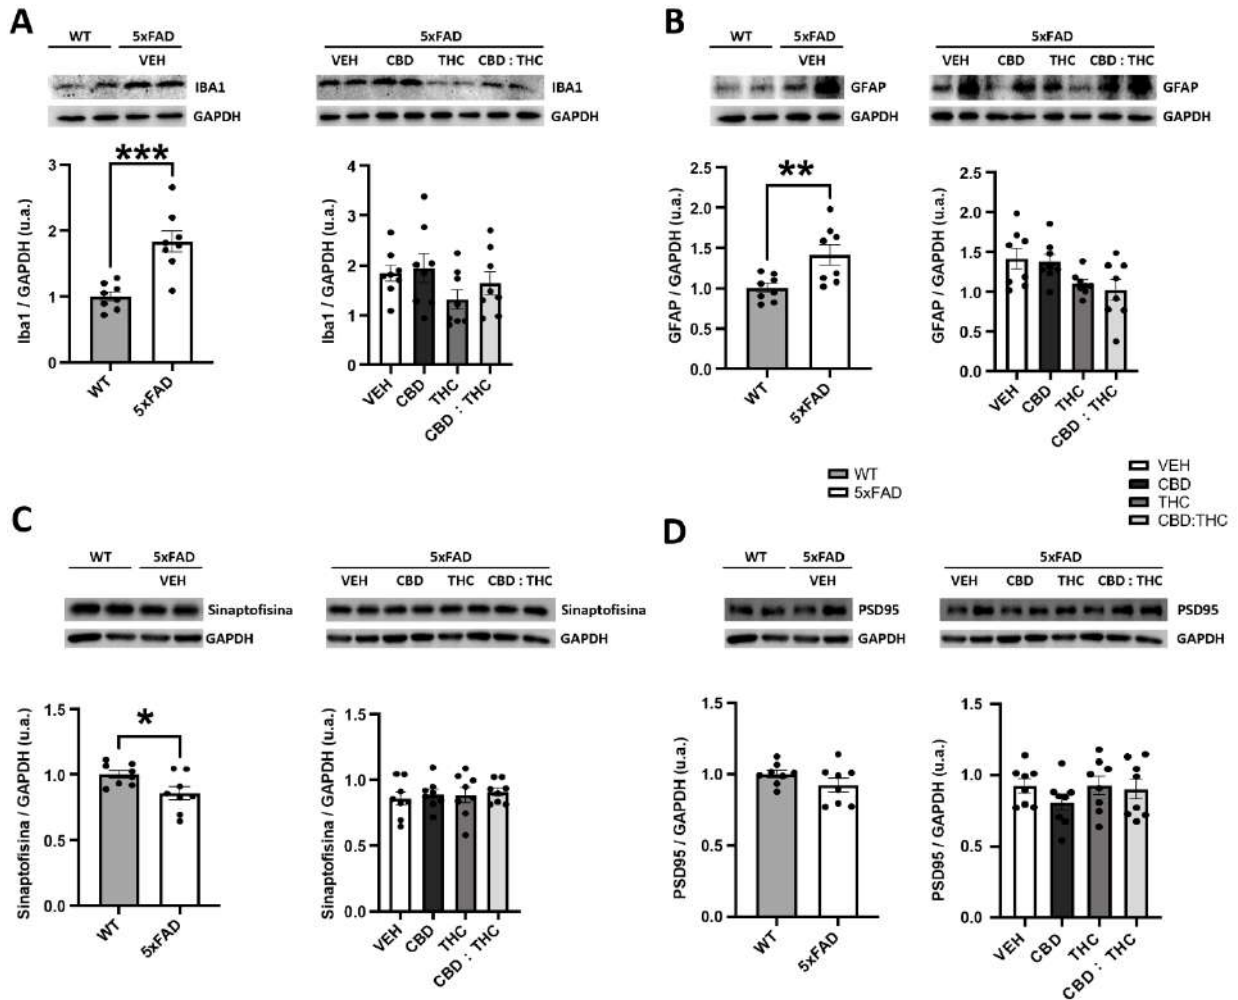 A
WT 5xFAD
VEH
IBA1
GAPDH
5xFAD
VEH CBD THC CBD : THC
IBA1
GAPDH
***
Iba1 / GAPDH (u.a.)
3
2
1
0
WT
5xFAD
Iba1 / GAPDH (u.a.)
4
3
2
1
0
VEH
CBD
THC
CBD : THC
B
WT 5xFAD
VEH
GFAP
GAPDH
5xFAD
VEH CBD THC CBD : THC
GFAP
GAPDH
**
GFAP / GAPDH (u.a.)
2.5
2.0
1.5
1.0
0.5
0.0
WT
5xFAD
GFAP / GAPDH (u.a.)
2.5
2.0
1.5
1.0
0.5
0.0
VEH
CBD
THC
CBD : THC
WT
5xFAD
VEH
CBD
THC
CBD:THC
C
WT 5xFAD
VEH
Sinaptofisina
GAPDH
5xFAD
VEH CBD THC CBD : THC
Sinaptofisina
GAPDH
*
Sinaptofisina / GAPDH (u.a.)
1.5
1.0
0.5
0.0
WT
5xFAD
Sinaptofisina / GAPDH (u.a.)
1.5
1.0
0.5
0.0
VEH
CBD
THC
CBD : THC
D
WT 5xFAD
VEH
PSD95
GAPDH
5xFAD
VEH CBD THC CBD : THC
PSD95
GAPDH
PSD95 / GAPDH (u.a.)
1.5
1.0
0.5
0.0
WT
5xFAD
PSD95 / GAPDH (u.a.)
1.5
1.0
0.5
0.0
VEH
CBD
THC
CBD : THC